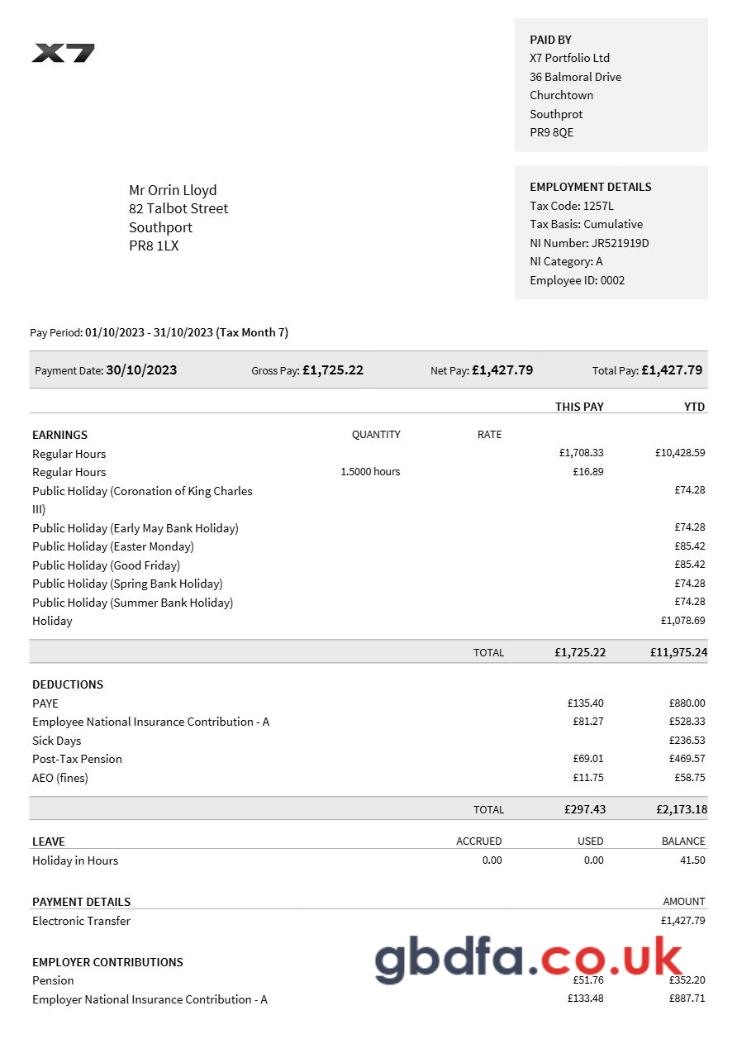 X7
PAID BY
X7 Portfolio Ltd
36 Balmoral Drive
Churchtown
Southprot
PR9 8QE
Mr Orrin Lloyd
82 Talbot Street
Southport
PR8 1LX
EMPLOYMENT DETAILS
Tax Code: 1257L
Tax Basis: Cumulative
NI Number: JR521919D
NI Category: A
Employee ID: 0002
Pay Period: 01/10/2023 - 31/10/2023 (Tax Month 7)
Payment Date: 30/10/2023 Gross Pay: £1,725.22 Net Pay: £1,427.79 Total Pay: £1,427.79
THIS PAY YTD
EARNINGS QUANTITY RATE
Regular Hours £1,708.33 £10,428.59
Regular Hours 1.5000 hours £16.89
Public Holiday (Coronation of King Charles £74.28
III)
Public Holiday (Early May Bank Holiday) £74.28
Public Holiday (Easter Monday) £85.42
Public Holiday (Good Friday) £85.42
Public Holiday (Spring Bank Holiday) £74.28
Public Holiday (Summer Bank Holiday) £74.28
Holiday £1,078.69
TOTAL £1,725.22 £11,975.24
DEDUCTIONS
PAYE £135.40 £880.00
Employee National Insurance Contribution - A £81.27 £528.33
Sick Days £236.53
Post-Tax Pension £69.01 £469.57
AEO (fines) £11.75 £58.75
TOTAL £297.43 £2,173.18
LEAVE ACCRUED USED BALANCE
Holiday in Hours 0.00 0.00 41.50
PAYMENT DETAILS AMOUNT
Electronic Transfer £1,427.79
gbdfa.co.uk
EMPLOYER CONTRIBUTIONS
Pension £51.76 £352.20
Employer National Insurance Contribution - A £133.48 £887.71